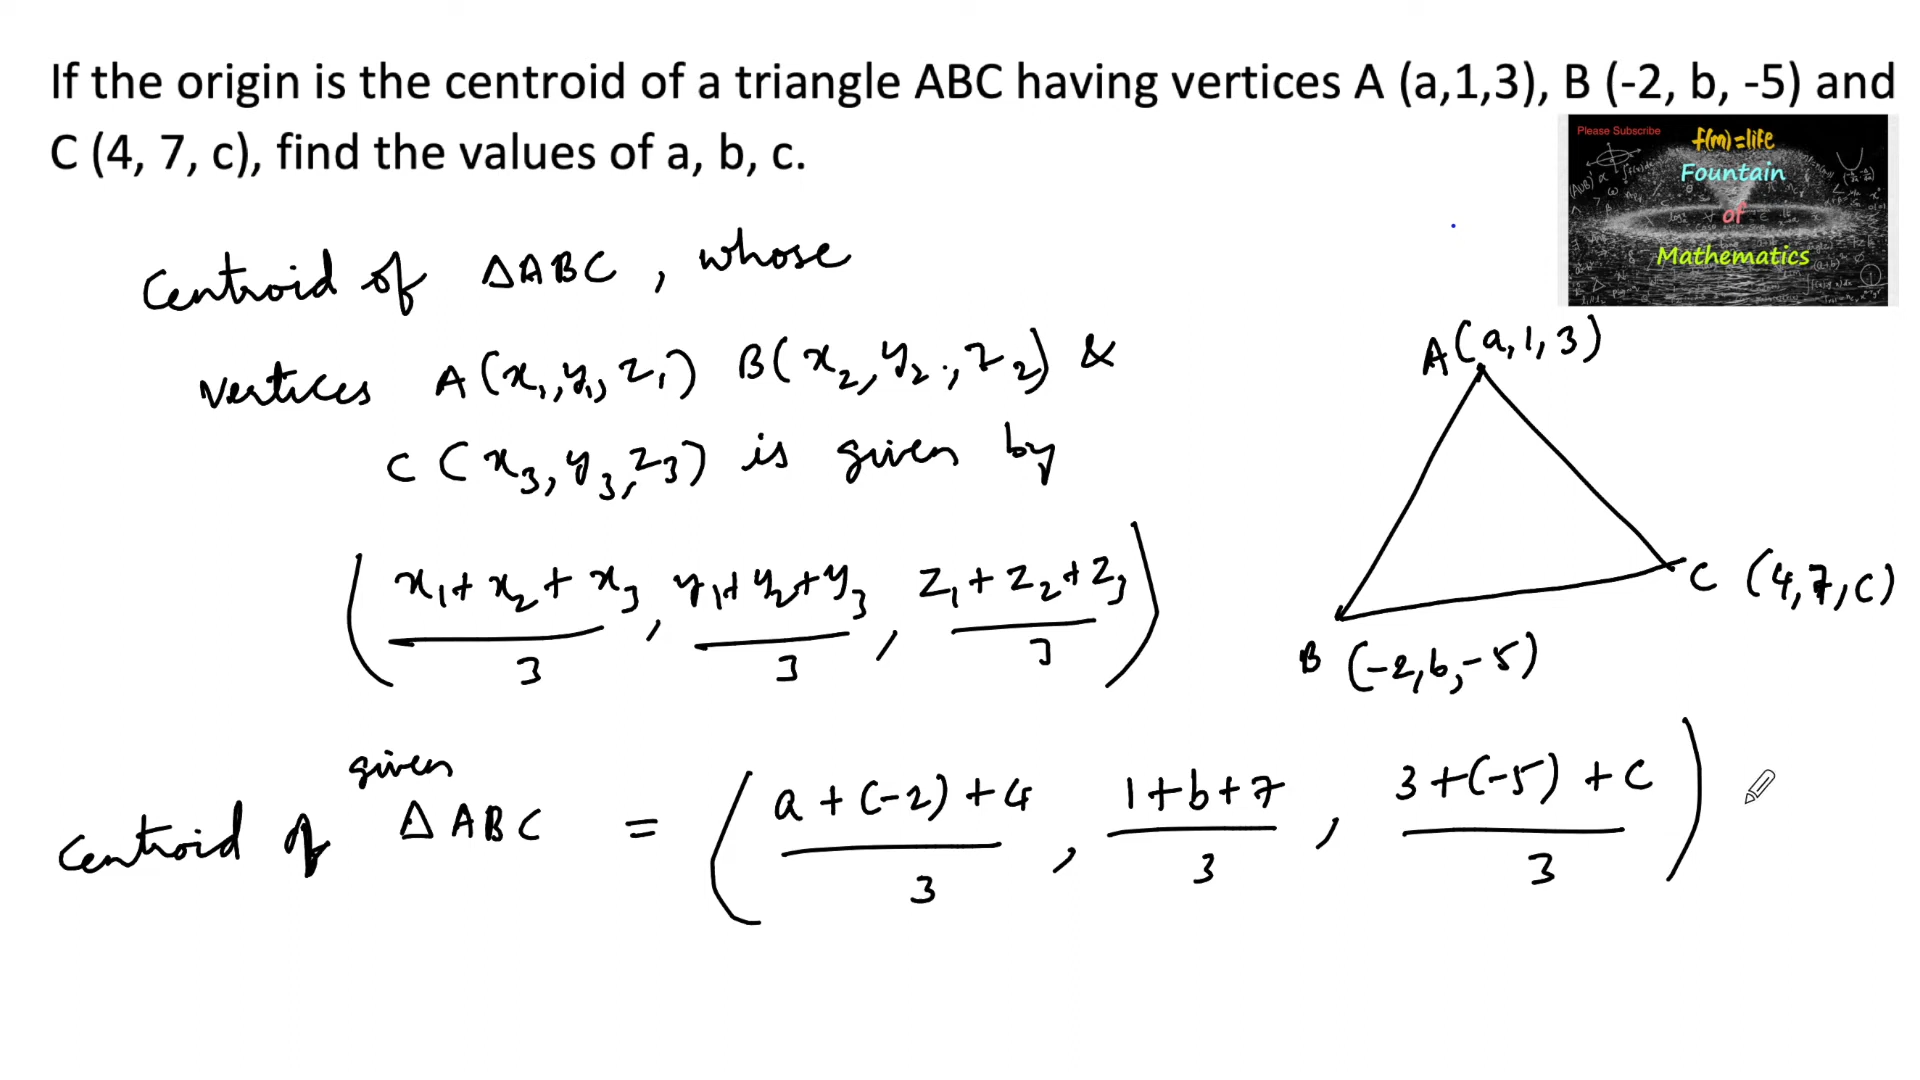 If the origin is the centroid of a triangle ABC having vertices A (a,1,3), B (-2, b, -5) and
C (4, 7, c), find the values of a, b, c.
Please Subscribe
f(m)=life
Fountain
of
Mathematics
Centroid of ΔABC, whose
vertices A(x₁,y₁,z₁) B(x₂,y₂,z₂) &
C(x₃,y₃,z₃) is given by
(x₁+x₂+x₃/3, y₁+y₂+y₃/3, z₁+z₂+z₃/3)
A(a,1,3)
C (4,7,c)
B (-2,b,-5)
given
Centroid of ΔABC = (a+(-2)+4/3, 1+b+7/3, 3+(-5)+c/3)